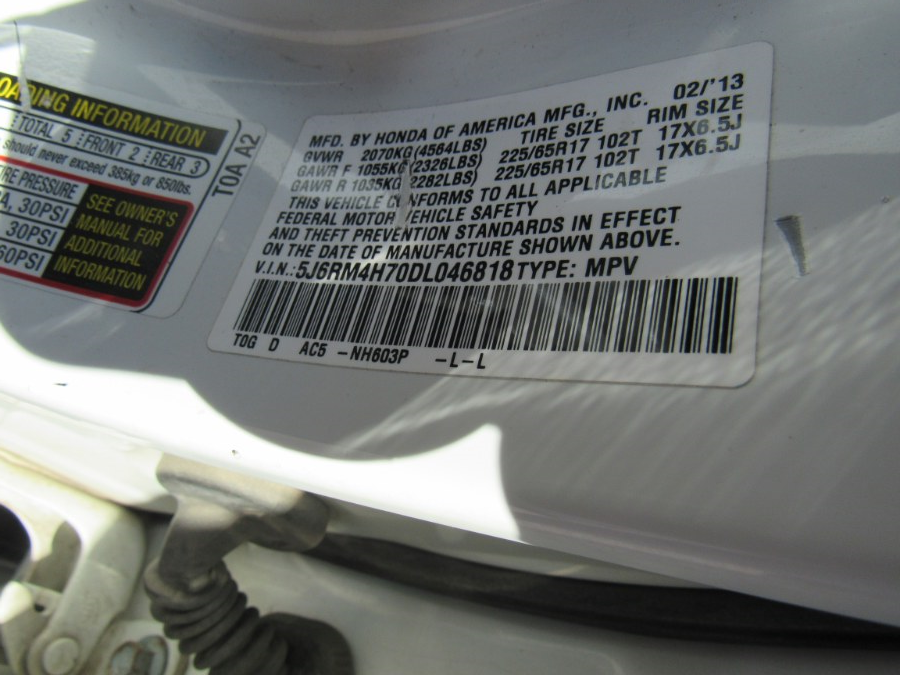 OADING INFORMATION
TOTAL 5 FRONT 2 REAR 3
should never exceed 385kg or 850lbs.
RE PRESSURE
30PSI
30PSI
60PSI
SEE OWNER'S
MANUAL FOR
ADDITIONAL
INFORMATION
T0A A2
MFD. BY HONDA OF AMERICA MFG., INC. 02/'13
GVWR 2070KG (4564LBS) TIRE SIZE RIM SIZE
GAWR F 1055KG (2326LBS) 225/65R17 102T 17X6.5J
GAWR R 1035KG (2282LBS) 225/65R17 102T 17X6.5J
THIS VEHICLE CONFORMS TO ALL APPLICABLE
FEDERAL MOTOR VEHICLE SAFETY
AND THEFT PREVENTION STANDARDS IN EFFECT
ON THE DATE OF MANUFACTURE SHOWN ABOVE.
V.I.N.: 5J6RM4H70DL046818 TYPE: MPV
T0G D AC5 -NH603P -L-L